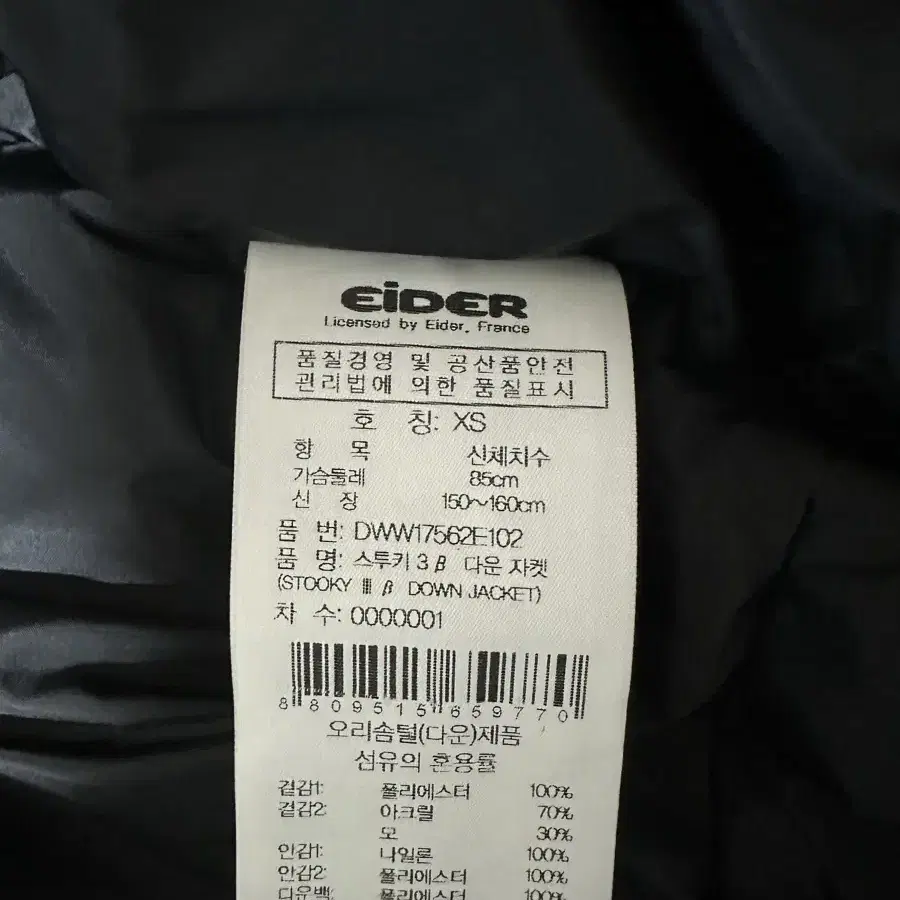 EiDER
Licensed by Eider, France
품질경영 및 공산품안전
관리법에 의한 품질표시
호 칭: XS
항 목 신체치수
가슴둘레 85cm
신 장 150~160cm
품 번: DWW17562E102
품 명: 스투키 3 β 다운 자켓
(STOOKY Ⅲ β DOWN JACKET)
차 수: 0000001
8809515659770
오리솜털(다운)제품
섬유의 혼용률
겉감1: 폴리에스터 100%
겉감2: 아크릴 70%
모 30%
안감1: 나일론 100%
안감2: 폴리에스터 100%
다운백: 폴리에스터 100%